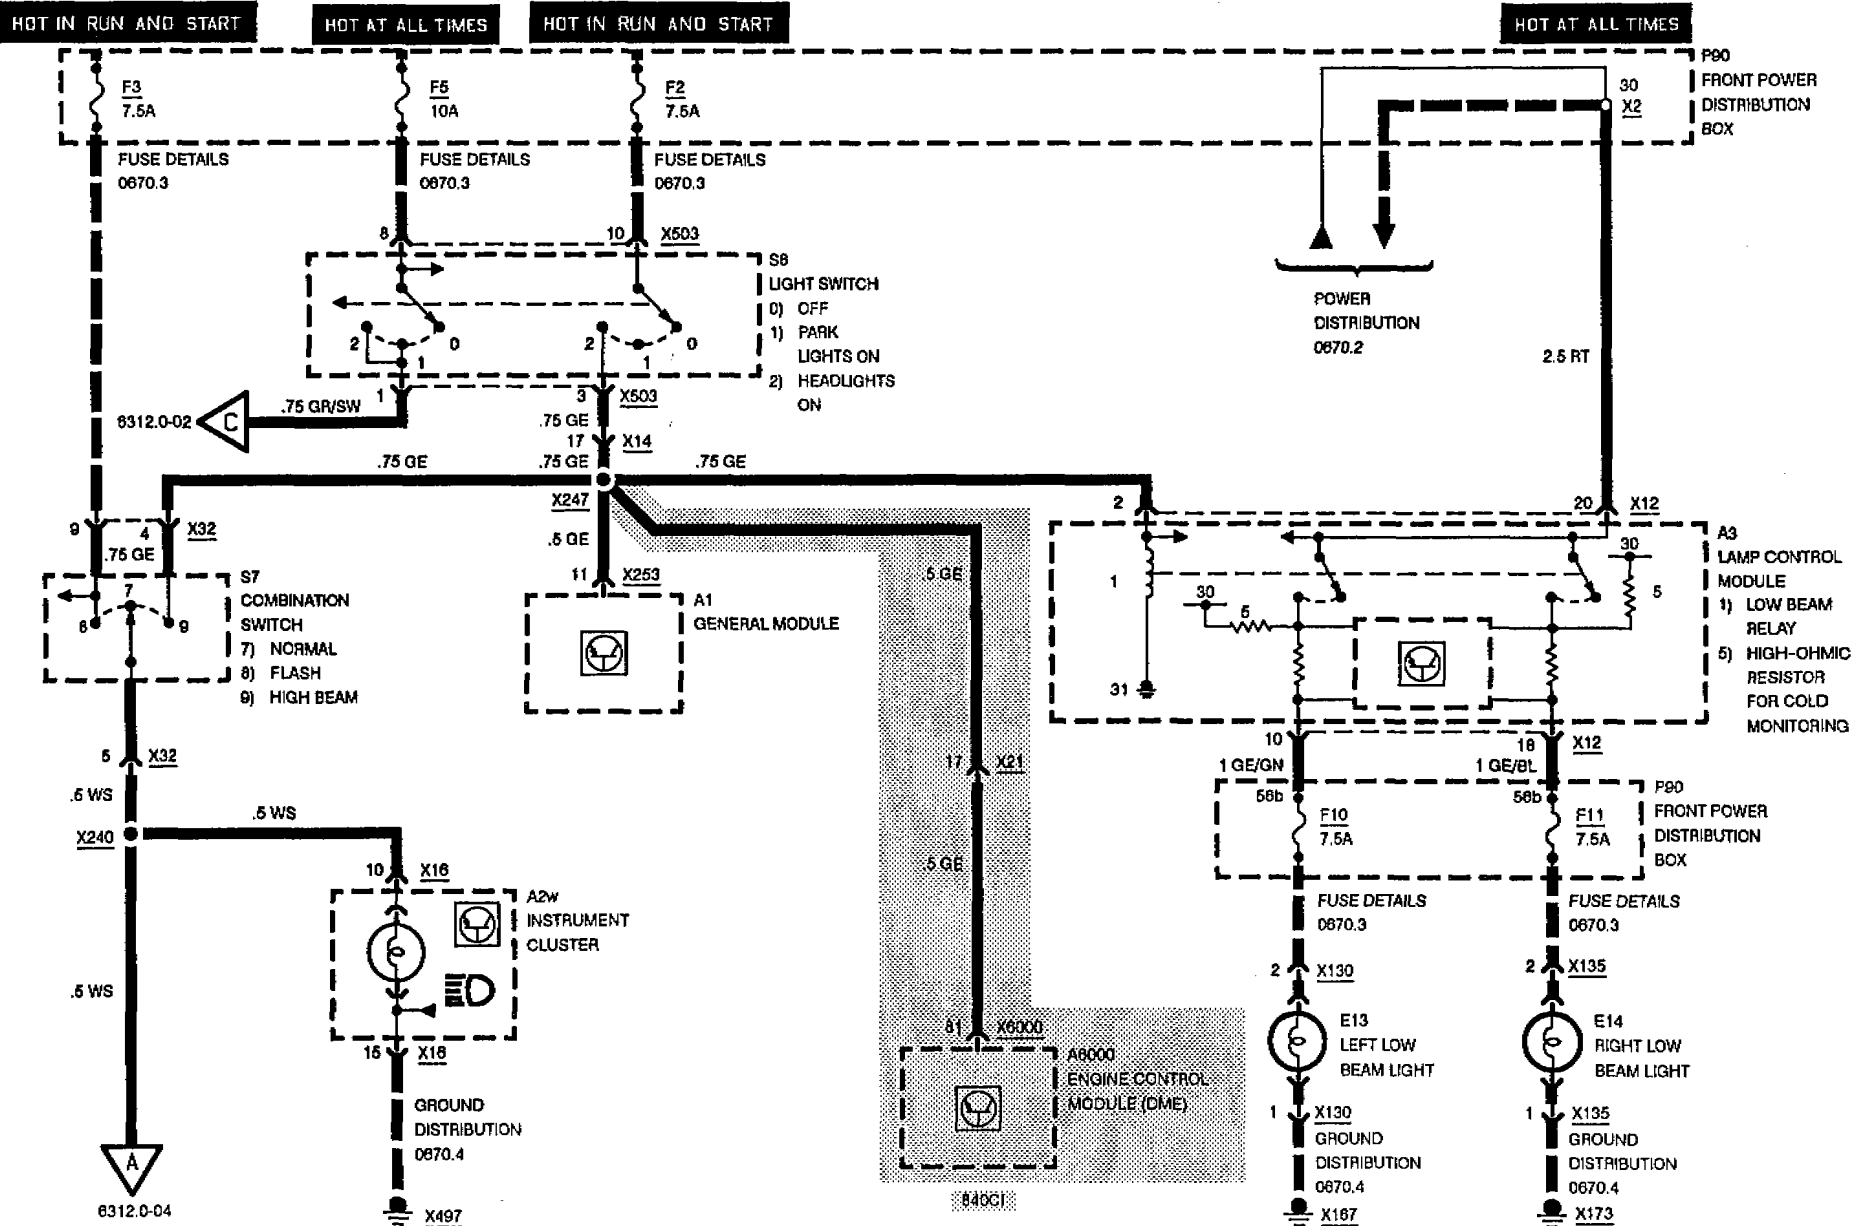 HOT IN RUN AND START
HOT AT ALL TIMES
HOT IN RUN AND START
HOT AT ALL TIMES
F3
7.5A
F5
10A
F2
7.5A
30
X2
P90
FRONT POWER
DISTRIBUTION
BOX
FUSE DETAILS
0670.3
FUSE DETAILS
0670.3
FUSE DETAILS
0670.3
8
10
X503
S8
LIGHT SWITCH
0) OFF
1) PARK
LIGHTS ON
2) HEADLIGHTS
ON
2
1
0
2
1
0
POWER
DISTRIBUTION
0670.2
2.5 RT
1
3
X503
.75 GR/SW
C
6312.0-02
.75 GE
17
X14
.75 GE
.75 GE
.75 GE
X247
9
4
X32
.75 GE
.5 GE
11
X253
2
20
X12
S7
COMBINATION
SWITCH
7) NORMAL
8) FLASH
9) HIGH BEAM
7
8
9
A1
GENERAL MODULE
.5 GE
A3
LAMP CONTROL
MODULE
1) LOW BEAM
RELAY
5) HIGH-OHMIC
RESISTOR
FOR COLD
MONITORING
1
30
5
30
5
31
5
X32
.5 WS
17
X21
10
18
X12
1 GE/GN
1 GE/BL
X240
.5 WS
56b
F10
7.5A
56b
F11
7.5A
P90
FRONT POWER
DISTRIBUTION
BOX
10
X16
.5 GE
A2w
INSTRUMENT
CLUSTER
FUSE DETAILS
0670.3
FUSE DETAILS
0670.3
.5 WS
2
X130
2
X135
15
X16
81
X6000
A6000
ENGINE CONTROL
MODULE (DME)
E13
LEFT LOW
BEAM LIGHT
E14
RIGHT LOW
BEAM LIGHT
GROUND
DISTRIBUTION
0670.4
1
X130
GROUND
DISTRIBUTION
0670.4
1
X135
GROUND
DISTRIBUTION
0670.4
A
6312.0-04
X497
840CI
X167
X173